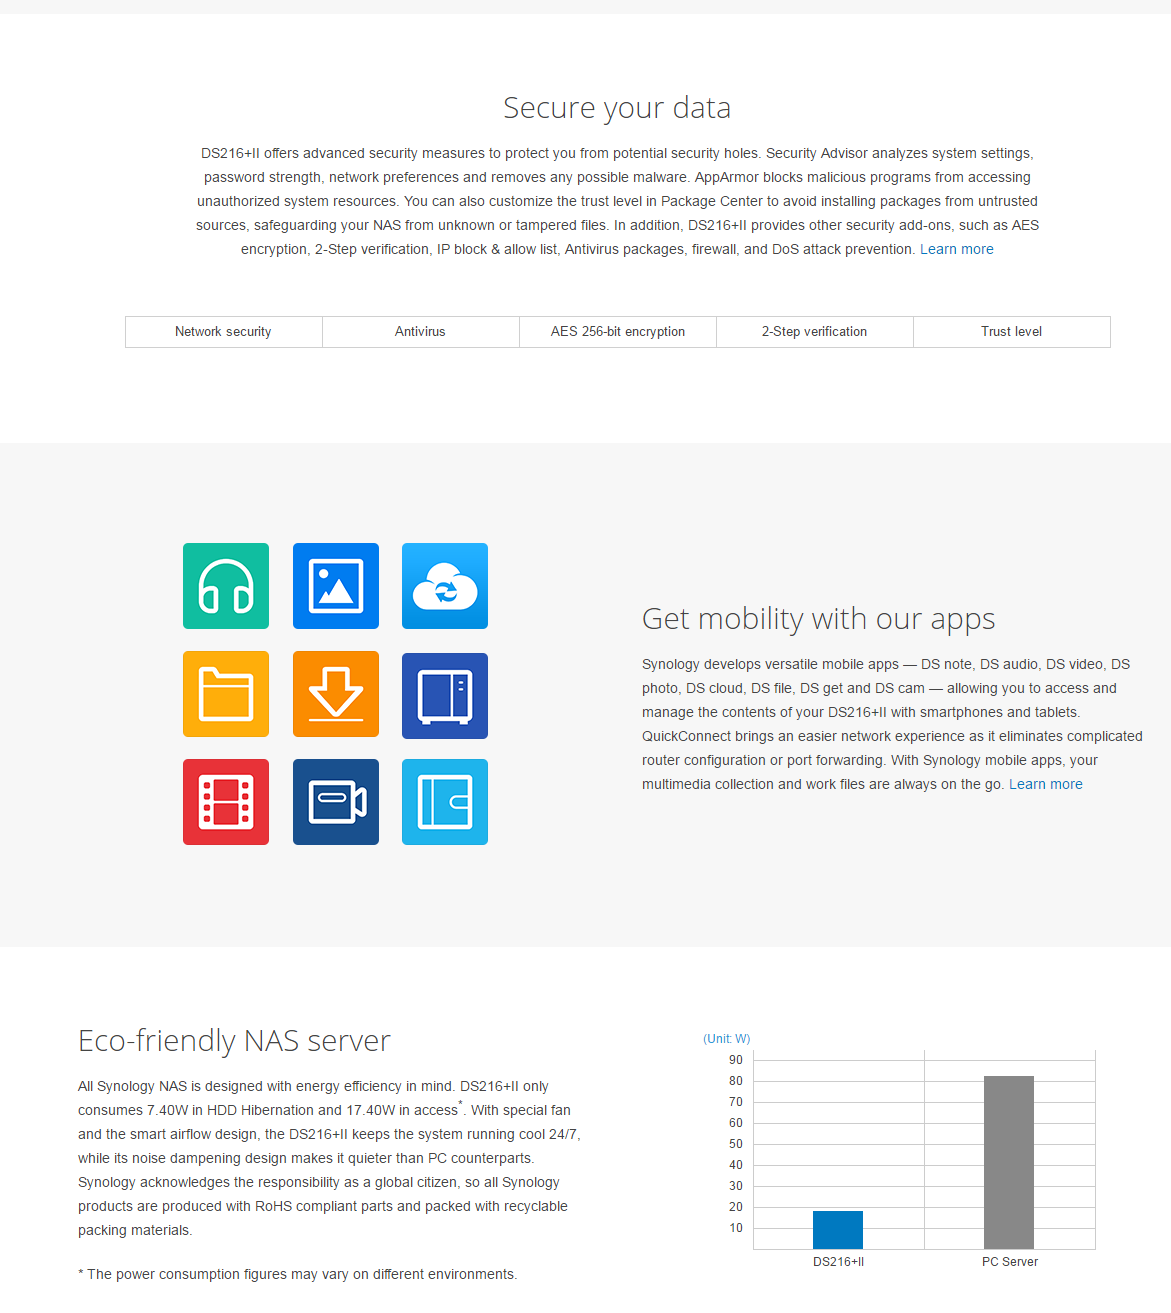 Secure your data
DS216+II offers advanced security measures to protect you from potential security holes. Security Advisor analyzes system settings,
password strength, network preferences and removes any possible malware. AppArmor blocks malicious programs from accessing
unauthorized system resources. You can also customize the trust level in Package Center to avoid installing packages from untrusted
sources, safeguarding your NAS from unknown or tampered files. In addition, DS216+II provides other security add-ons, such as AES
encryption, 2-Step verification, IP block & allow list, Antivirus packages, firewall, and DoS attack prevention. Learn more
Network security
Antivirus
AES 256-bit encryption
2-Step verification
Trust level
Get mobility with our apps
Synology develops versatile mobile apps — DS note, DS audio, DS video, DS
photo, DS cloud, DS file, DS get and DS cam — allowing you to access and
manage the contents of your DS216+II with smartphones and tablets.
QuickConnect brings an easier network experience as it eliminates complicated
router configuration or port forwarding. With Synology mobile apps, your
multimedia collection and work files are always on the go. Learn more
Eco-friendly NAS server
All Synology NAS is designed with energy efficiency in mind. DS216+II only
consumes 7.40W in HDD Hibernation and 17.40W in access*. With special fan
and the smart airflow design, the DS216+II keeps the system running cool 24/7,
while its noise dampening design makes it quieter than PC counterparts.
Synology acknowledges the responsibility as a global citizen, so all Synology
products are produced with RoHS compliant parts and packed with recyclable
packing materials.
* The power consumption figures may vary on different environments.
(Unit: W)
90
80
70
60
50
40
30
20
10
DS216+II
PC Server